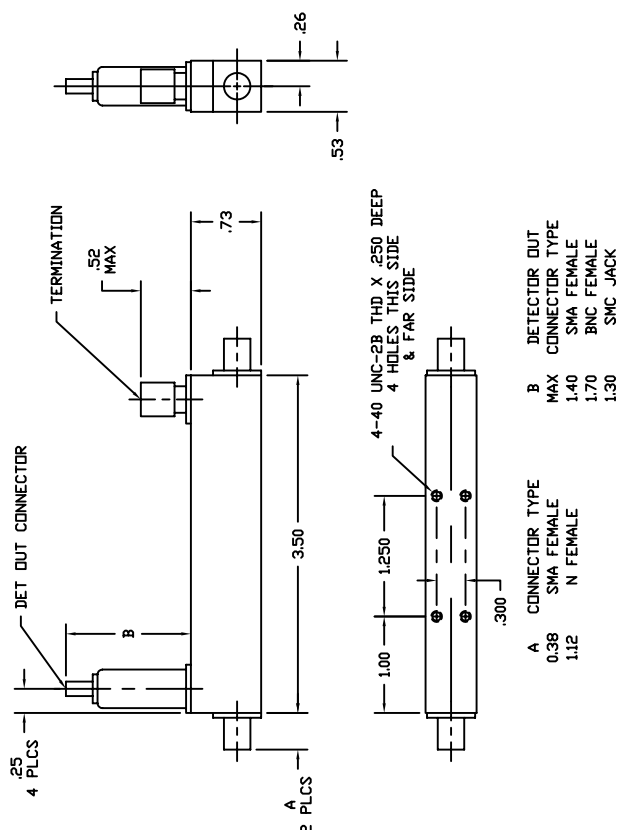 .26
.53
TERMINATION
.52
MAX
.73
DET OUT CONNECTOR
B
3.50
.25
4 PLCS
A
2 PLCS
4-40 UNC-2B THD X .250 DEEP
4 HOLES THIS SIDE
& FAR SIDE
1.250
1.00
.300
A CONNECTOR TYPE
0.38 SMA FEMALE
1.12 N FEMALE
B DETECTOR OUT
MAX CONNECTOR TYPE
1.40 SMA FEMALE
1.70 BNC FEMALE
1.30 SMC JACK